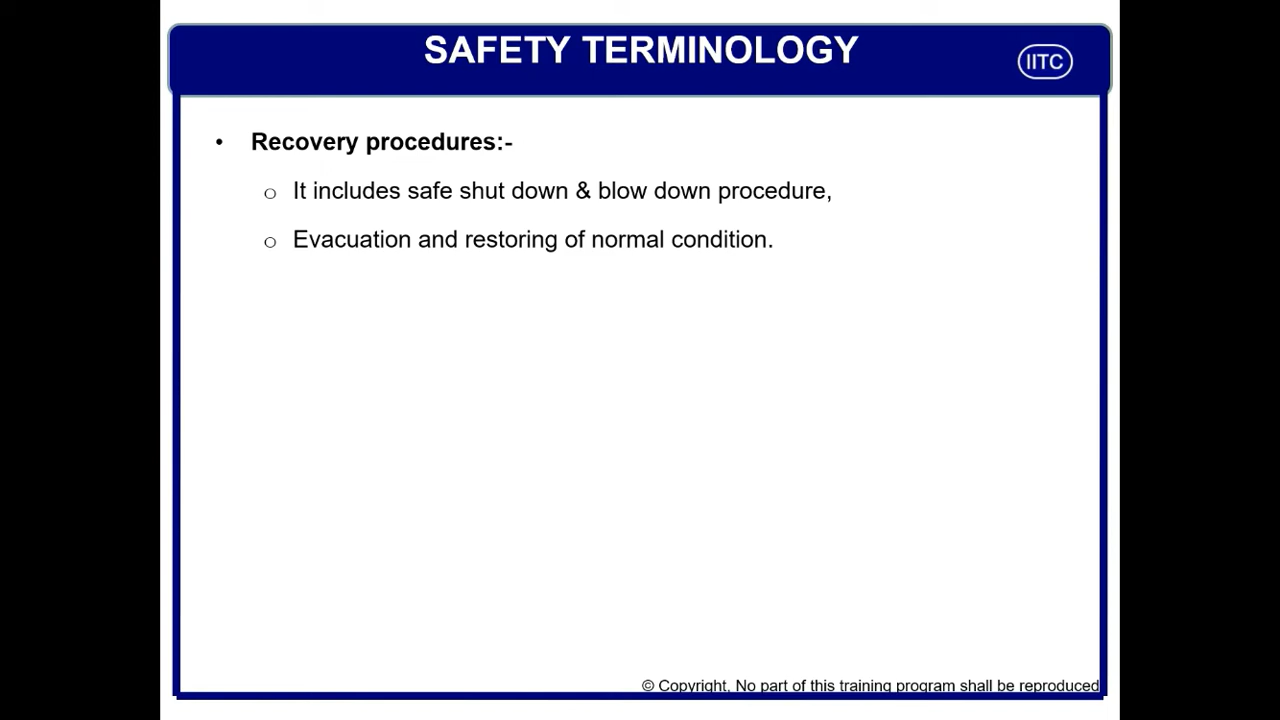 SAFETY TERMINOLOGY
IITC
• Recovery procedures:-
o It includes safe shut down & blow down procedure,
o Evacuation and restoring of normal condition.
© Copyright, No part of this training program shall be reproduced